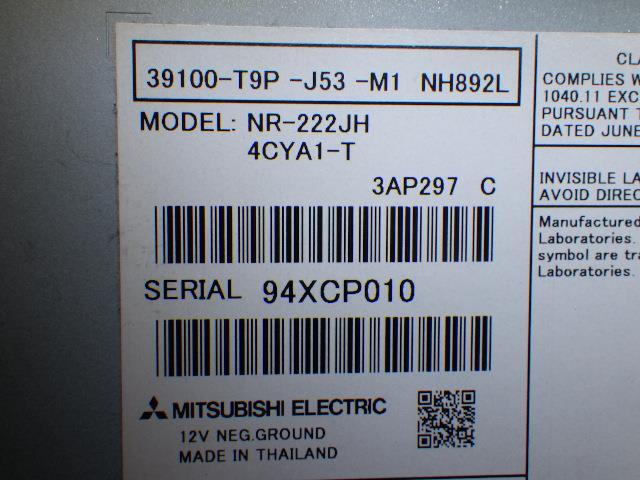 39100-T9P -J53 -M1 NH892L
MODEL: NR-222JH
4CYA1-T
3AP297 C
SERIAL 94XCP010
MITSUBISHI ELECTRIC
12V NEG.GROUND
MADE IN THAILAND
CLA
COMPLIES W
1040.11 EXC
PURSUANT T
DATED JUNE
INVISIBLE LA
AVOID DIREC
Manufactured
Laboratories.
symbol are tra
Laboratories.